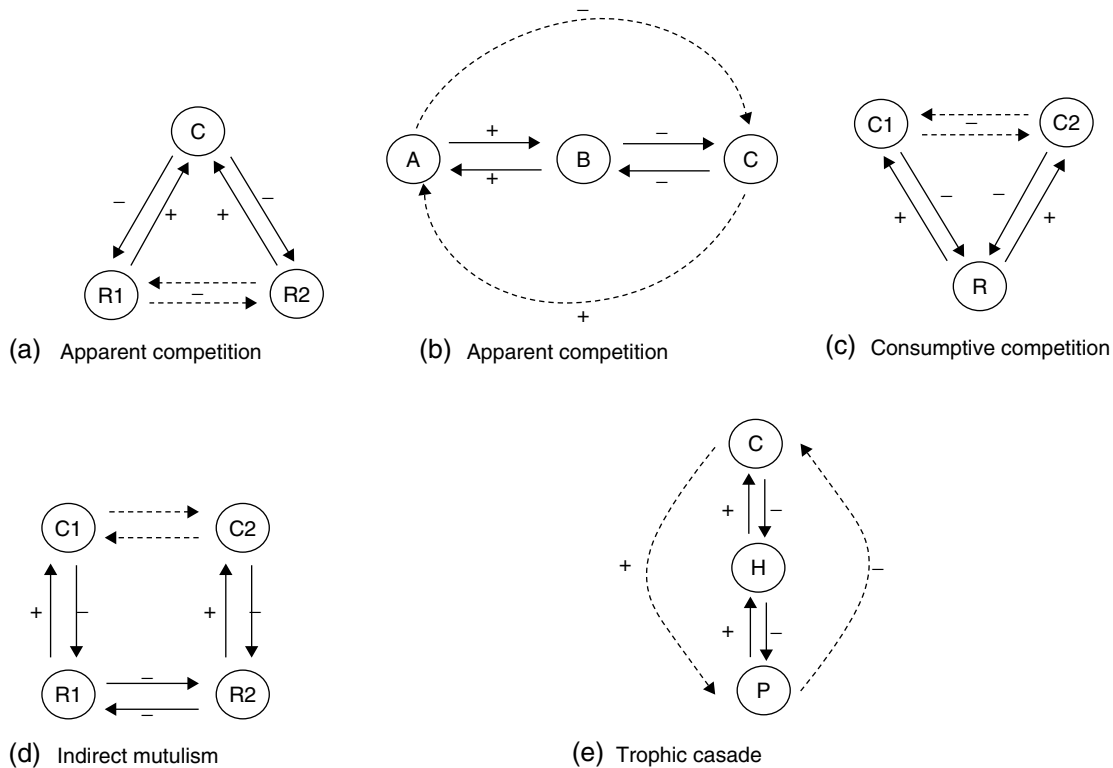 C
−
+
+
−
R1
−
R2
(a) Apparent competition
−
A
+
+
B
−
−
C
+
(b) Apparent competition
C1
−
C2
+
−
−
+
R
(c) Consumptive competition
C1
C2
+
−
+
−
R1
−
−
R2
(d) Indirect mutulism
C
+
−
+
H
−
+
−
P
(e) Trophic casade